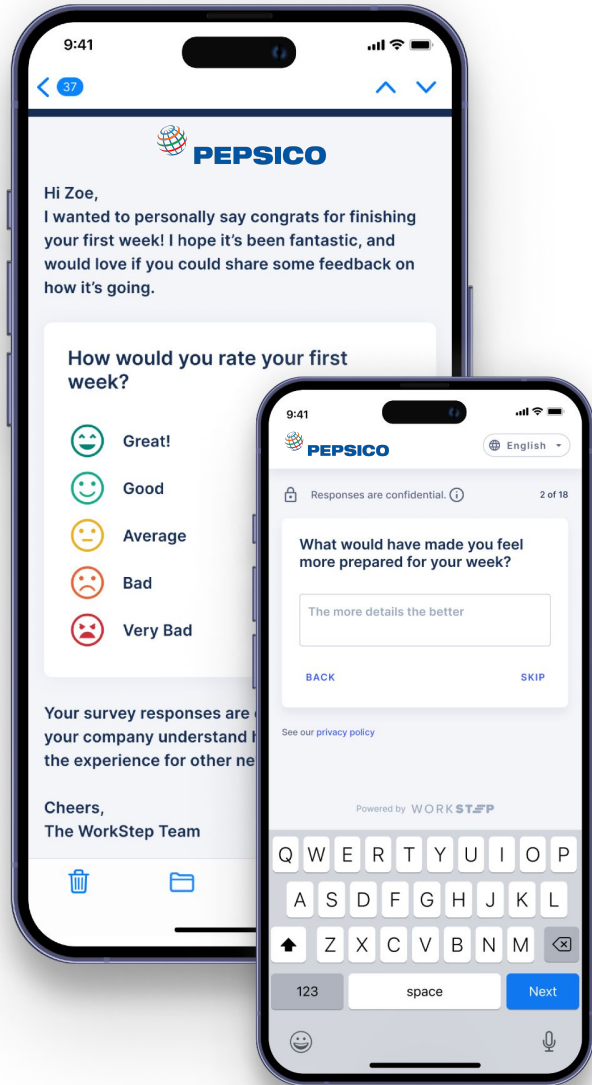 9:41
37
PEPSICO
Hi Zoe,
I wanted to personally say congrats for finishing
your first week! I hope it's been fantastic, and
would love if you could share some feedback on
how it's going.
How would you rate your first
week?
Great!
Good
Average
Bad
Very Bad
Your survey responses are
your company understand
the experience for other
Cheers,
The WorkStep Team
9:41
PEPSICO
English
Responses are confidential.
2 of 18
What would have made you feel
more prepared for your week?
The more details the better
BACK
SKIP
See our privacy policy
Powered by WORKSTEP
Q W E R T Y U I O P
A S D F G H J K L
Z X C V B N M
123
space
Next